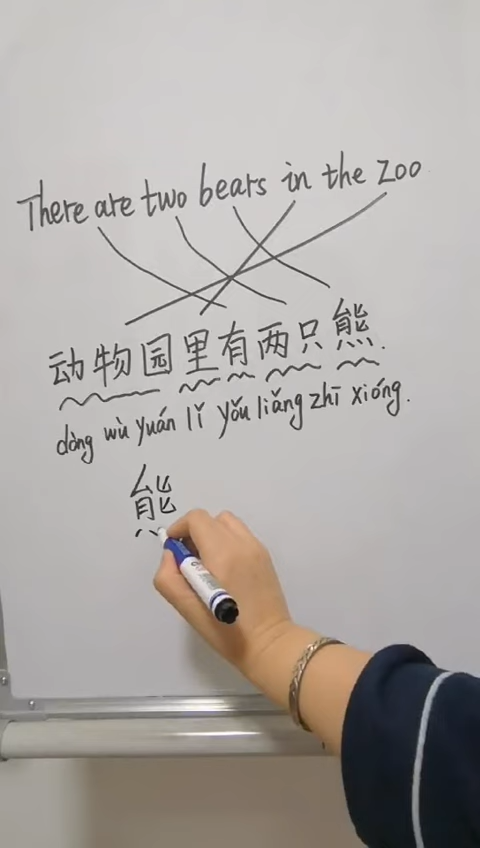 There are two bears in the zoo
动物园里有两只熊.
dòng wù yuán lǐ yǒu liǎng zhī xióng.
能